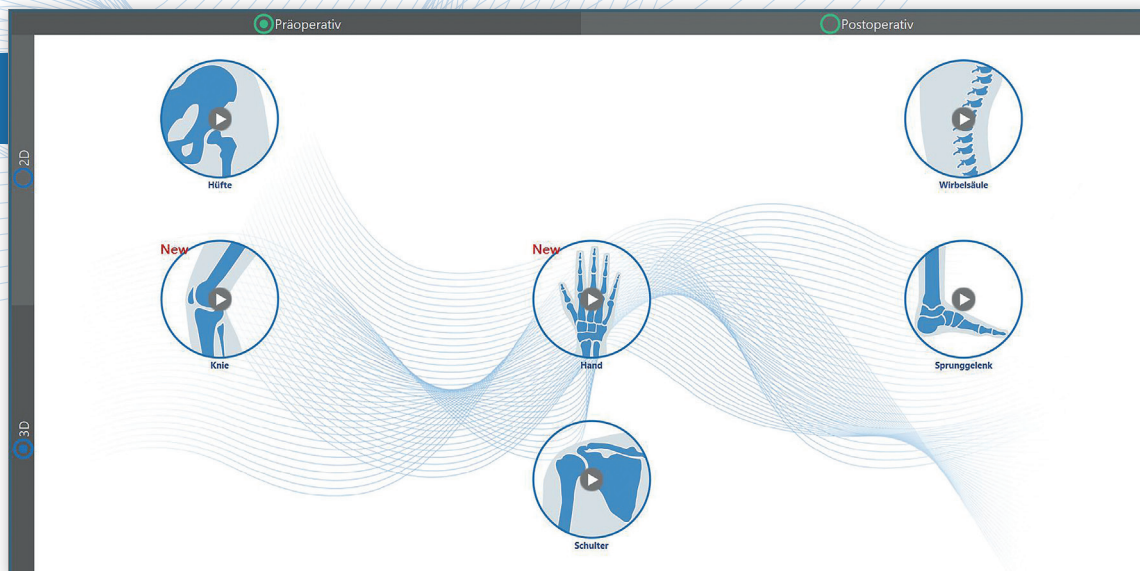 Präoperativ
Postoperativ
2D
Hüfte
Wirbelsäule
New
Knie
New
Hand
Sprunggelenk
3D
Schulter